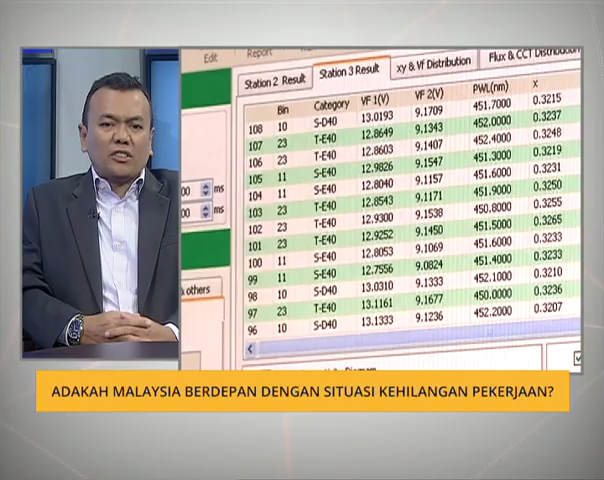 Edit Report
Station 2 Result Station 3 Result xy & Vf Distribution Flux & CCT Distribution
Bin Category VF 1(V) VF 2(V) PWL(nm) x
108 10 S-D40 13.0193 9.1709 451.7000 0.3215
107 23 T-E40 12.8649 9.1343 452.0000 0.3237
106 23 T-E40 12.8603 9.1407 452.4000 0.3248
105 11 S-E40 12.9826 9.1547 451.3000 0.3219
104 11 S-E40 12.8040 9.1157 451.6000 0.3231
103 23 T-E40 12.8543 9.1171 451.9000 0.3250
102 23 T-E40 12.9300 9.1538 450.8000 0.3255
101 23 T-E40 12.9252 9.1450 451.5000 0.3265
100 11 S-E40 12.8053 9.1069 451.6000 0.3233
99 11 S-E40 12.7556 9.0824 451.4000 0.3233
98 10 S-D40 13.0310 9.1333 452.1000 0.3210
97 23 T-E40 13.1161 9.1677 450.0000 0.3236
96 10 S-D40 13.1333 9.1236 452.2000 0.3207
00 ms
00 ms
& others
ADAKAH MALAYSIA BERDEPAN DENGAN SITUASI KEHILANGAN PEKERJAAN?